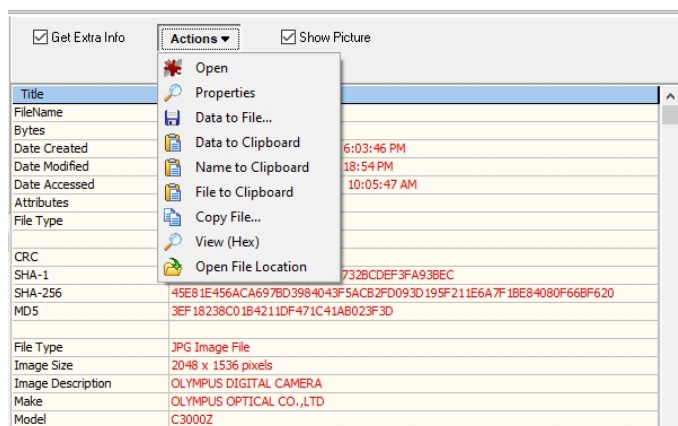 Get Extra Info Actions ▼ Show Picture
Open
Properties
Data to File...
Data to Clipboard
Name to Clipboard
File to Clipboard
Copy File...
View (Hex)
Open File Location
Title
FileName
Bytes
Date Created 6:03:46 PM
Date Modified 18:54 PM
Date Accessed 10:05:47 AM
Attributes
File Type
CRC
SHA-1 732BCDEF3FA93BEC
SHA-256 45E81E456ACA697BD3984043F5ACB2FD093D195F211E6A7F1BE84080F66BF620
MD5 3EF18238C01B4211DF471C41AB023F3D
File Type JPG Image File
Image Size 2048 x 1536 pixels
Image Description OLYMPUS DIGITAL CAMERA
Make OLYMPUS OPTICAL CO.,LTD
Model C3000Z